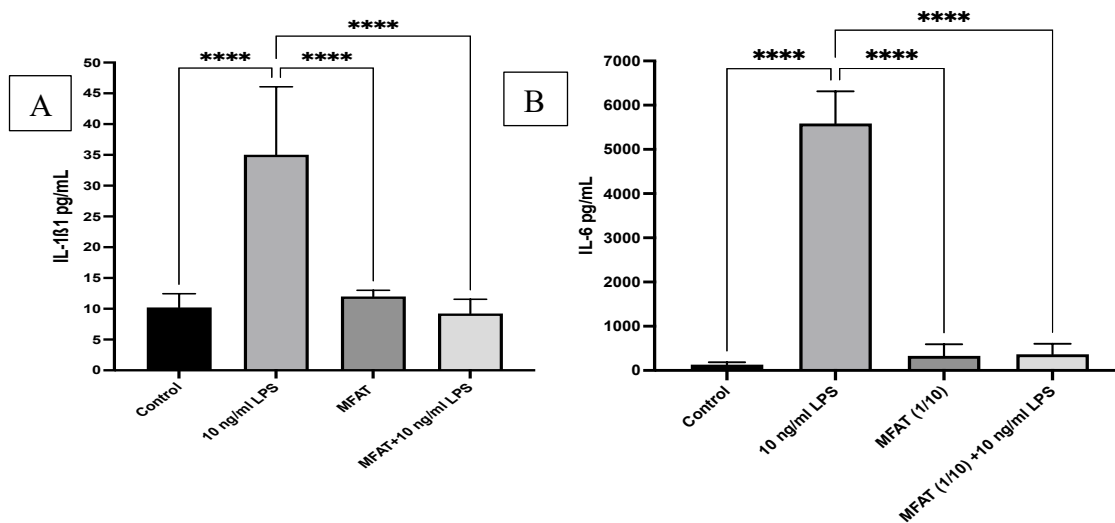 A
****
****
****
50
45
40
35
30
25
20
15
10
5
0
IL-1ß1 pg/mL
Control
10 ng/ml LPS
MFAT
MFAT+10 ng/ml LPS
B
****
****
****
7000
6000
5000
4000
3000
2000
1000
0
IL-6 pg/mL
Control
10 ng/ml LPS
MFAT (1/10)
MFAT (1/10) +10 ng/ml LPS